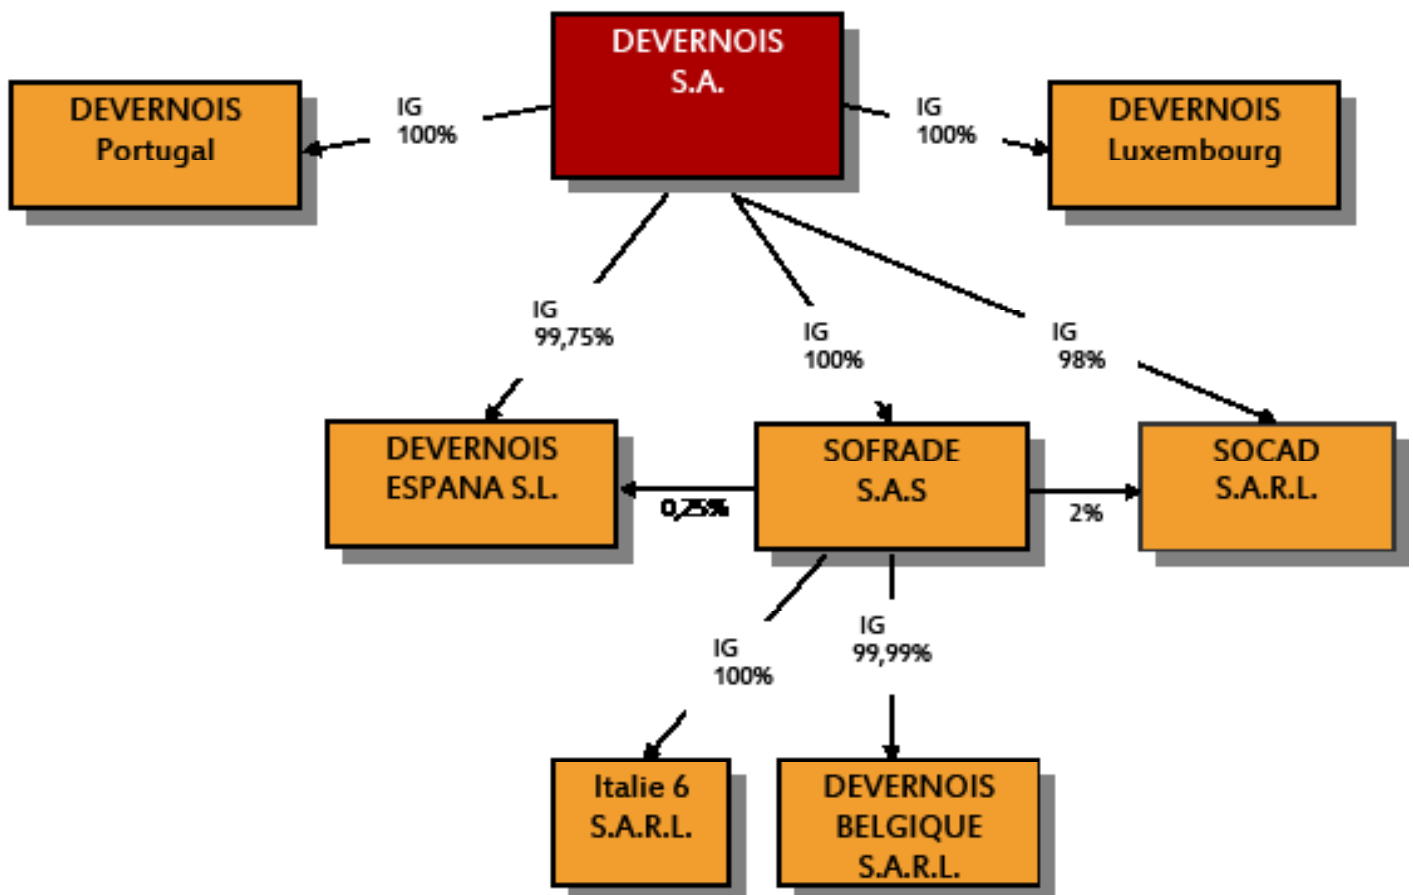 DEVERNOIS
S.A.
DEVERNOIS
Portugal
IG
100%
IG
100%
DEVERNOIS
Luxembourg
IG
99,75%
IG
100%
IG
98%
DEVERNOIS
ESPANA S.L.
0,25%
SOFRADE
S.A.S
2%
SOCAD
S.A.R.L.
IG
100%
IG
99,99%
Italie 6
S.A.R.L.
DEVERNOIS
BELGIQUE
S.A.R.L.